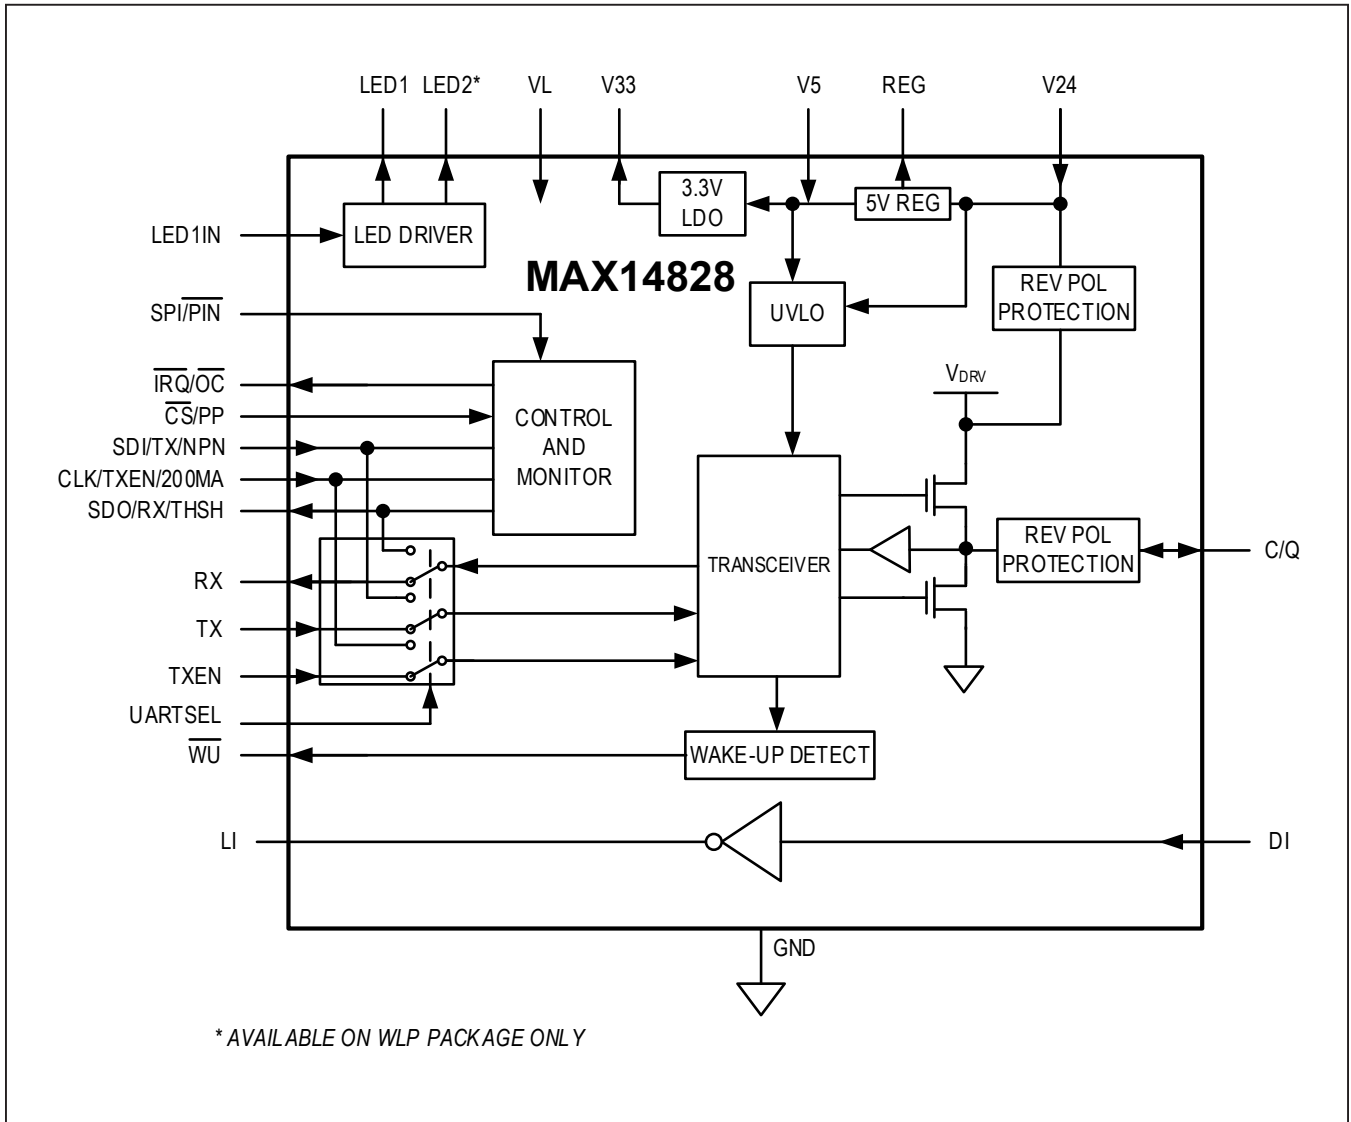 LED1 LED2* VL V33 V5 REG V24
3.3V
LDO
5V REG
LED1IN
LED DRIVER
MAX14828
REV POL
PROTECTION
SPI/PIN
UVLO
VDRV
IRQ/OC
CS/PP
SDI/TX/NPN
CLK/TXEN/200MA
SDO/RX/THSH
CONTROL
AND
MONITOR
REV POL
PROTECTION
C/Q
TRANSCEIVER
RX
TX
TXEN
UARTSEL
WU
WAKE-UP DETECT
LI
DI
GND
* AVAILABLE ON WLP PACKAGE ONLY